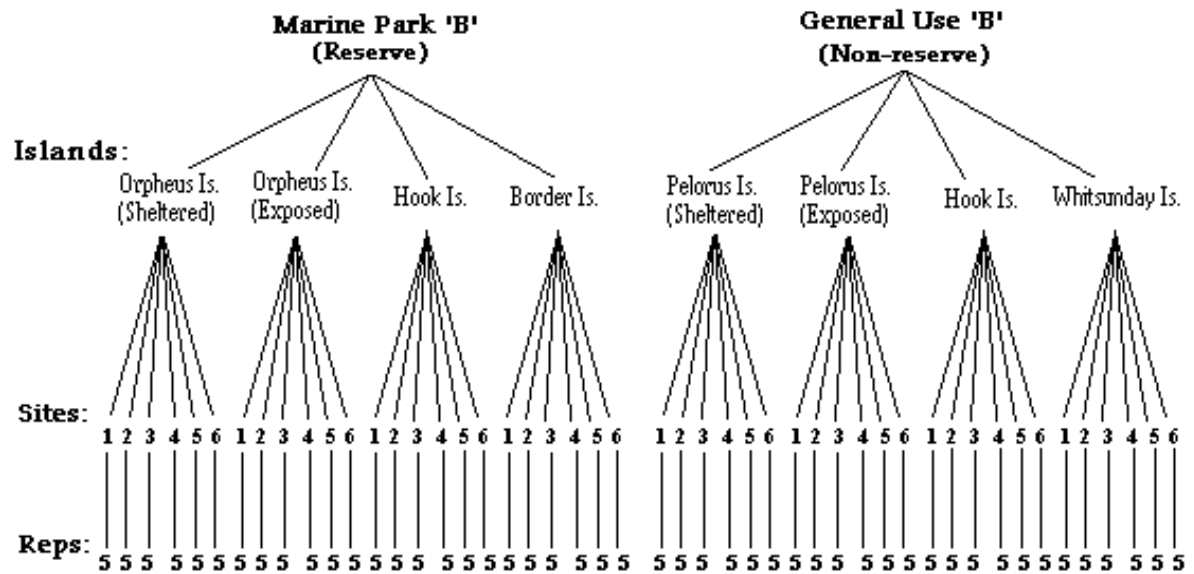 Marine Park 'B' General Use 'B'
(Reserve) (Non-reserve)
Islands:
Orpheus Is. Orpheus Is. Hook Is. Border Is. Pelorus Is. Pelorus Is. Hook Is. Whitsunday Is.
(Sheltered) (Exposed) (Sheltered) (Exposed)
Sites: 1 2 3 4 5 6 1 2 3 4 5 6 1 2 3 4 5 6 1 2 3 4 5 6 1 2 3 4 5 6 1 2 3 4 5 6 1 2 3 4 5 6 1 2 3 4 5 6
Reps: 5 5 5 5 5 5 5 5 5 5 5 5 5 5 5 5 5 5 5 5 5 5 5 5 5 5 5 5 5 5 5 5 5 5 5 5 5 5 5 5 5 5 5 5 5 5 5 5